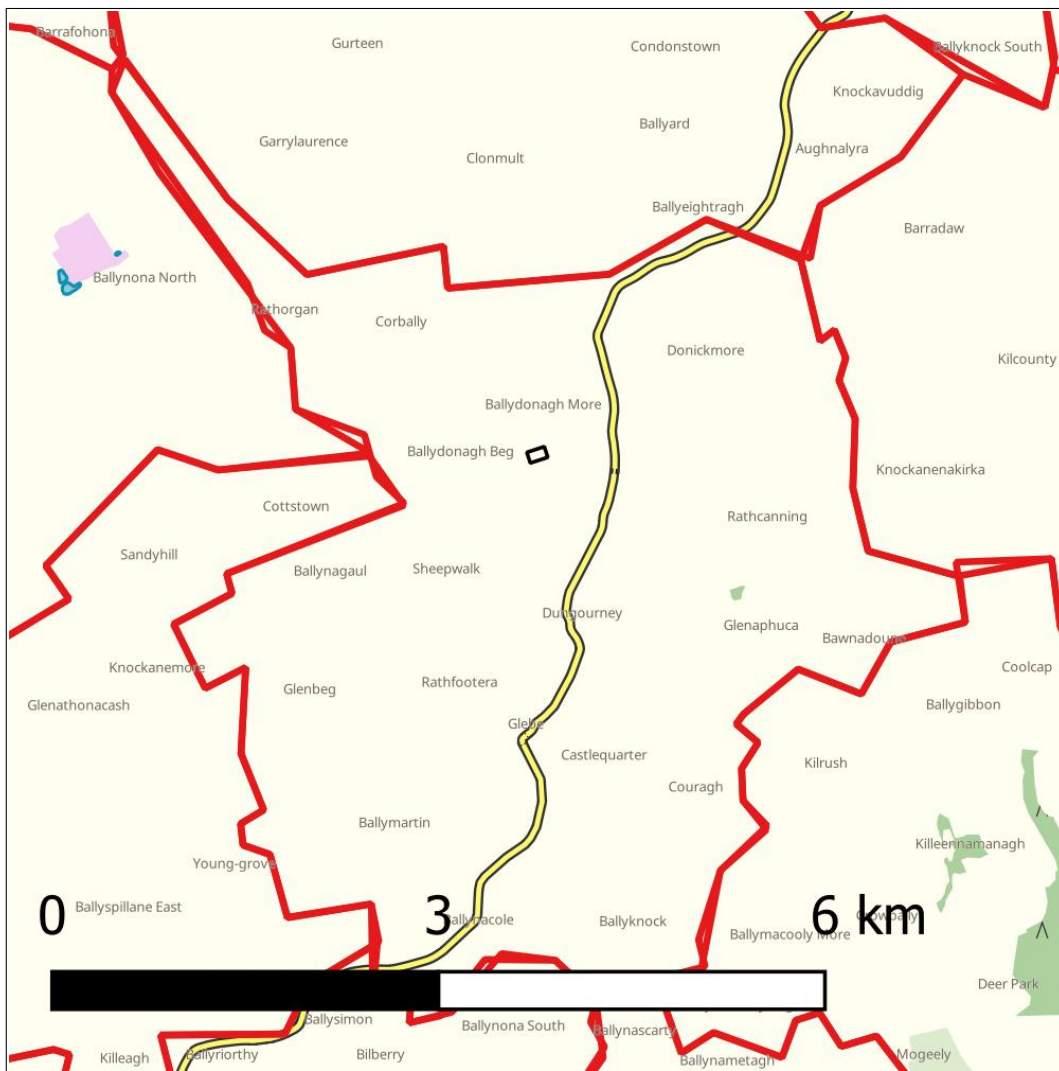 Barrafohona
Gurteen
Condonstown
Ballyknock South
Knockavuddig
Ballyard
Garrylaurence
Aughnalyra
Clonmult
Ballyeightragh
Barradaw
Ballynona North
Rathorgan
Corbally
Donickmore
Kilcounty
Ballydonagh More
Ballydonagh Beg
Knockanenakirka
Cottstown
Rathcanning
Sandyhill
Ballynagaul
Sheepwalk
Dungourney
Glenaphuca
Bawnadoune
Knockanemore
Coolcap
Rathfootera
Glenbeg
Glenathonacash
Ballygibbon
Glebe
Castlequarter
Kilrush
Couragh
Ballymartin
Killeennamanagh
Young-grove
Ballyspillane East
0
3
6 km
Ballyknock
Ballymacooly More
Deer Park
Ballysimon
Ballynona South
Ballynascarty
Killeagh
Ballyriorthy
Bilberry
Ballynametagh
Mogeely